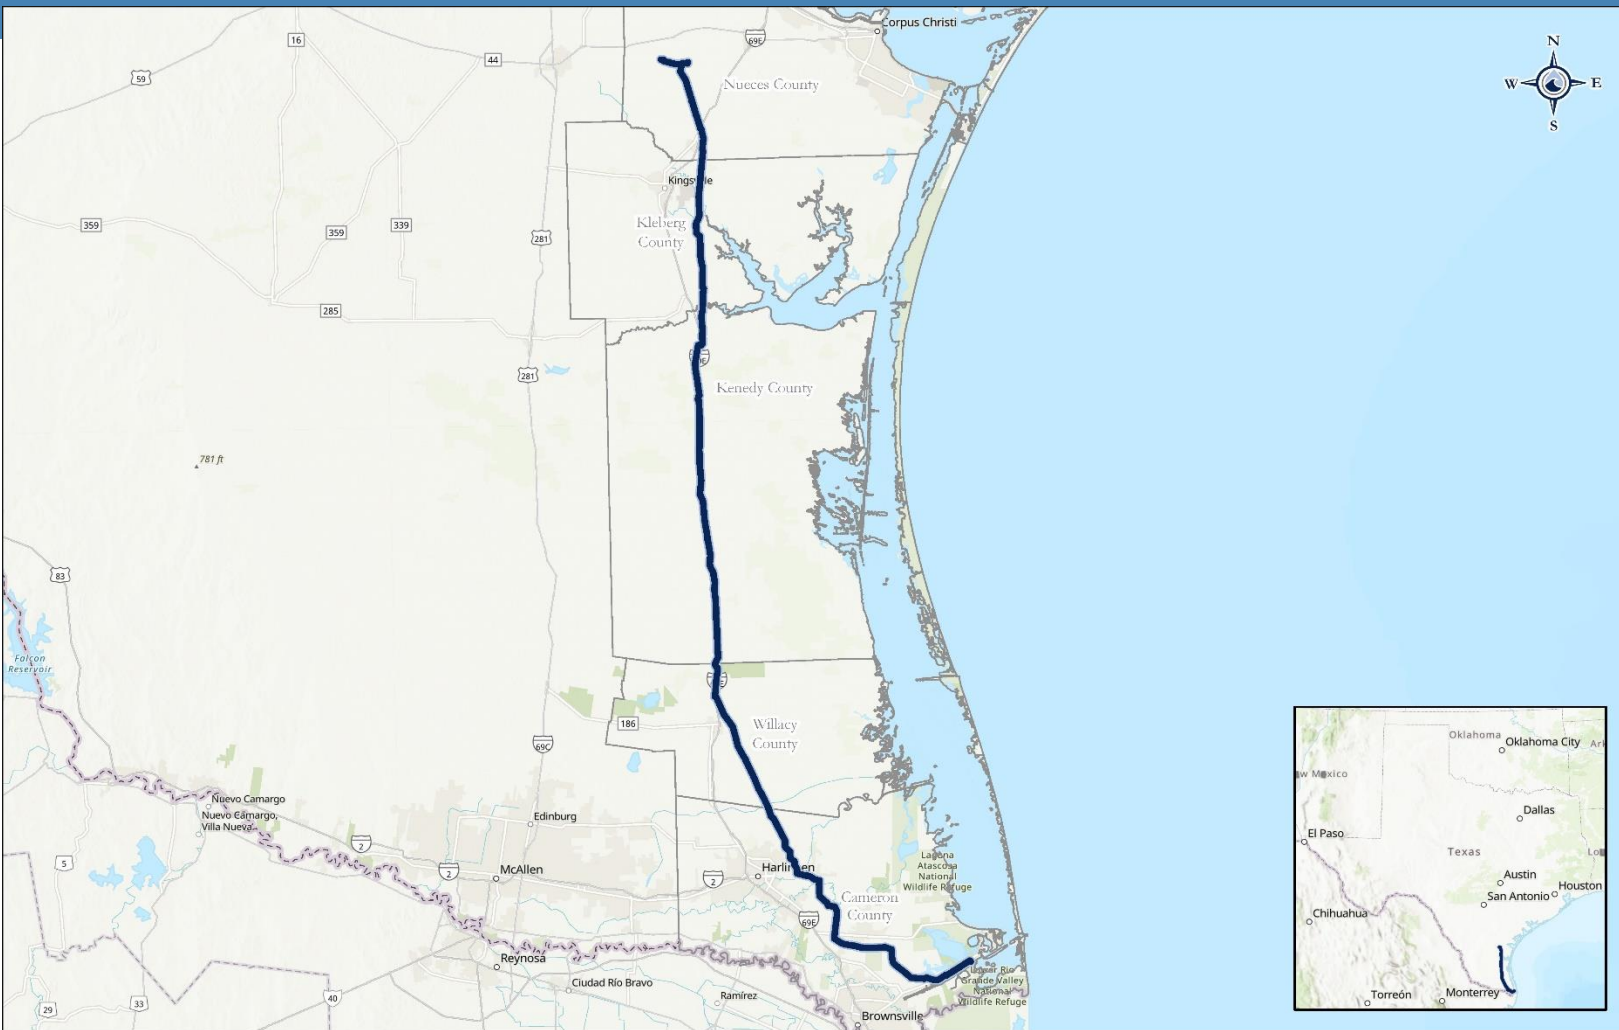 Corpus Christi
16
69E
44
59
N
W
E
S
Nueces County
Kleberg
County
359
359
339
281
285
281
Kenedy County
781 ft
83
Falcon
Reservoir
186
Willacy
County
69C
Nuevo Camargo
Nuevo Camargo,
Villa Nueva
Edinburg
2
5
2
McAllen
2
Laguna
Atascosa
National
Wildlife Refuge
Cameron
County
69E
Reynosa
Ciudad Río Bravo
Ramírez
Lower Rio
Grande Valley
National
Wildlife Refuge
Brownsville
29
33
40
Oklahoma
Oklahoma City
Dallas
El Paso
Texas
Austin
San Antonio
Houston
Chihuahua
Torreón
Monterrey